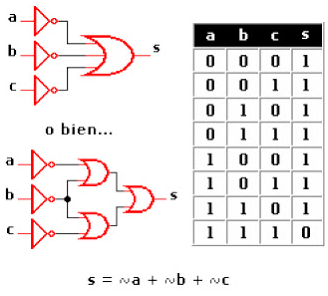 a
b
c
s
o bien...
a
b
c
s
a b c s
0 0 0 1
0 0 1 1
0 1 0 1
0 1 1 1
1 0 0 1
1 0 1 1
1 1 0 1
1 1 1 0
s = ~a + ~b + ~c